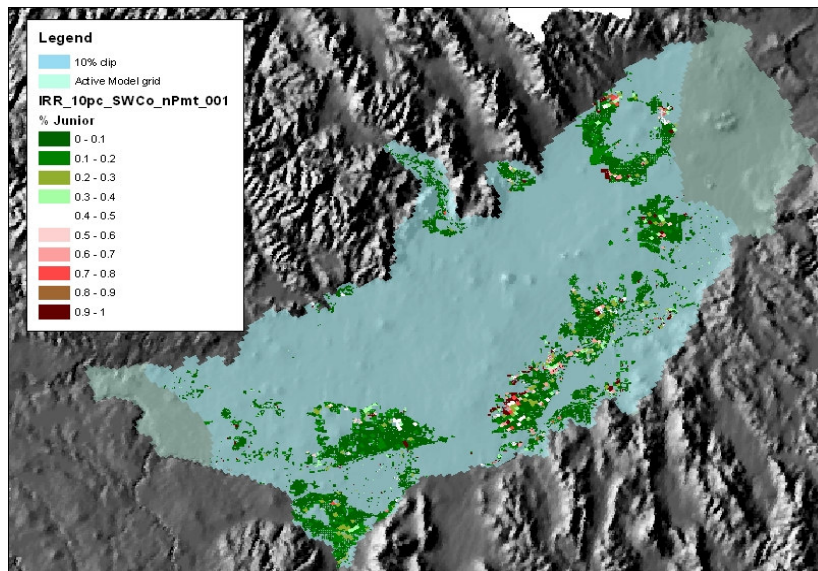 Legend
10% clip
Active Model grid
IRR_10pc_SWCo_nPmt_001
% Junior
0 - 0.1
0.1 - 0.2
0.2 - 0.3
0.3 - 0.4
0.4 - 0.5
0.5 - 0.6
0.6 - 0.7
0.7 - 0.8
0.8 - 0.9
0.9 - 1